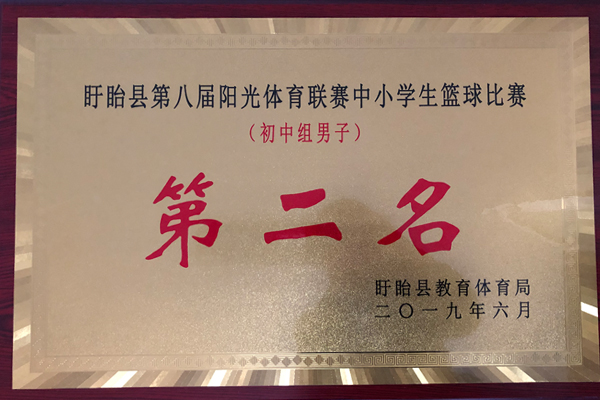 盱眙县第八届阳光体育联赛中小学生篮球比赛
（初中组男子）
第二名
盱眙县教育体育局
二〇一九年六月